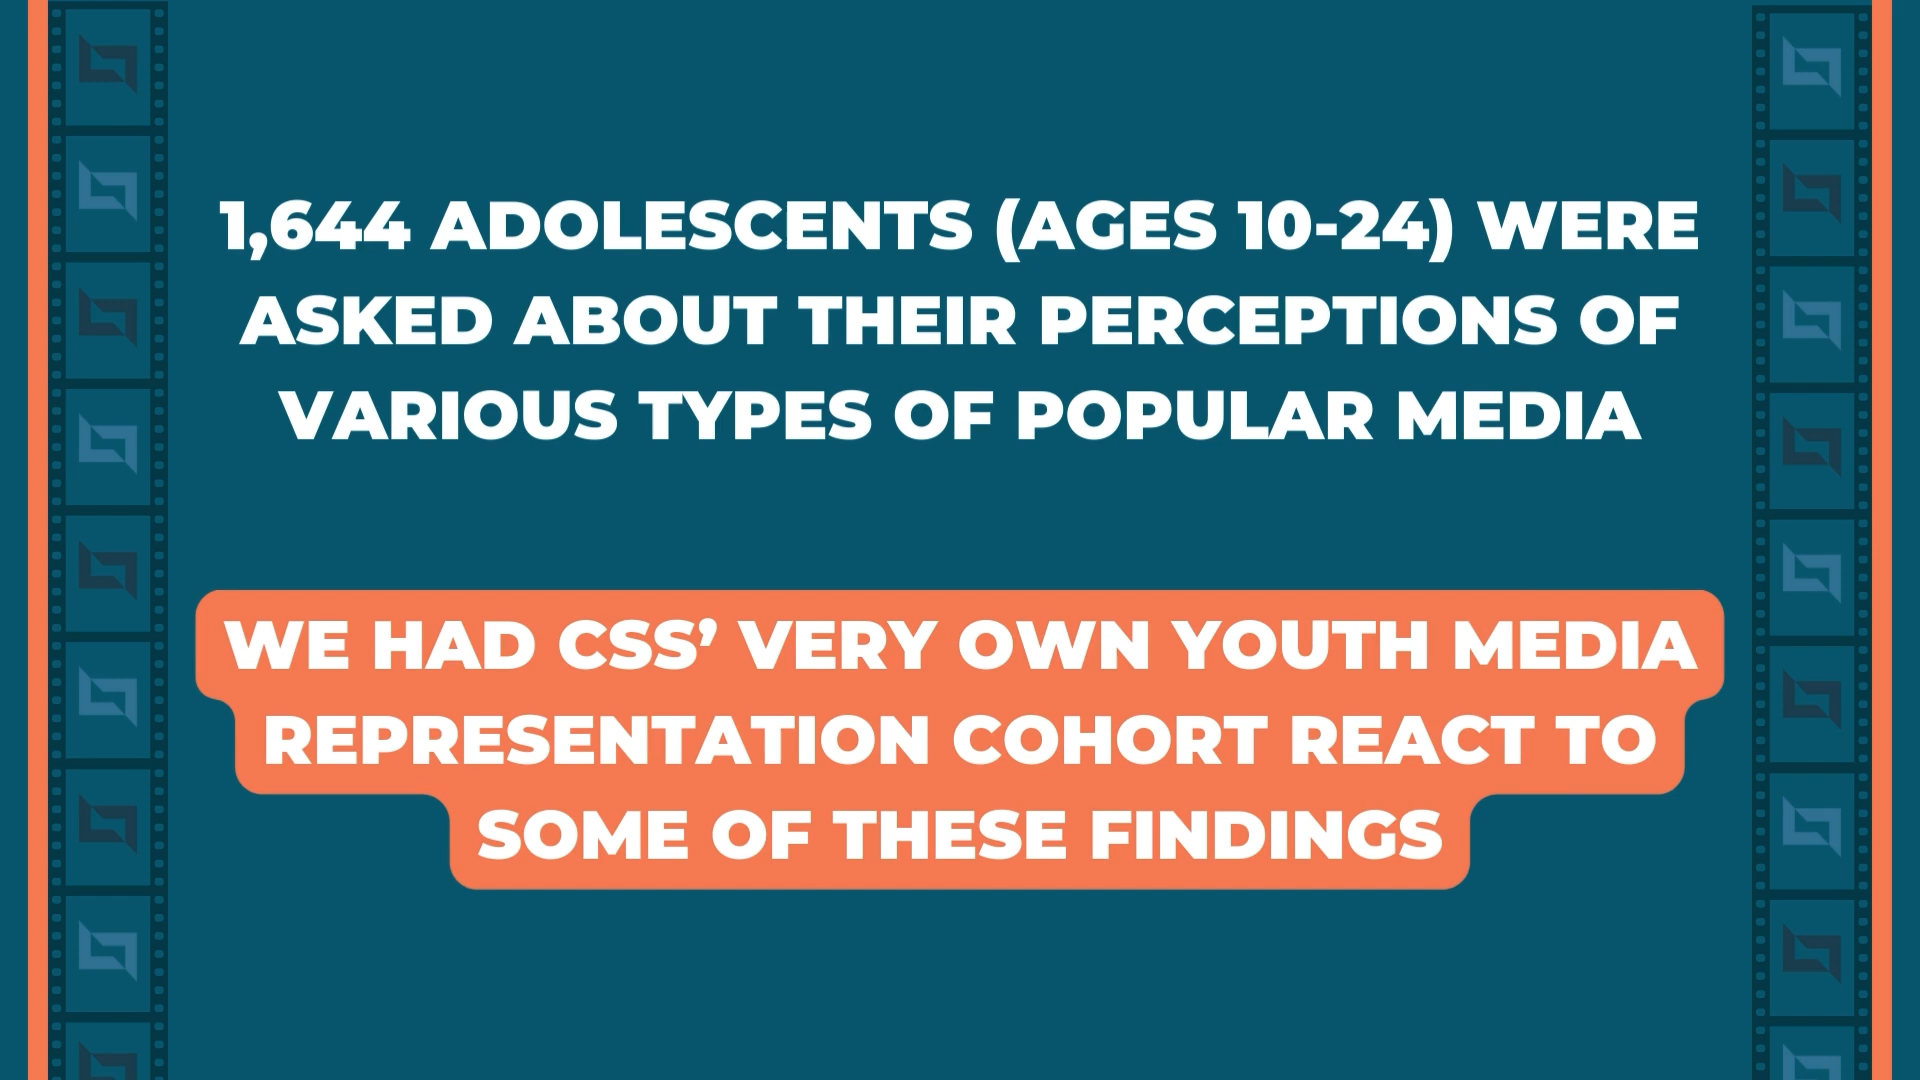 1,644 ADOLESCENTS (AGES 10-24) WERE
ASKED ABOUT THEIR PERCEPTIONS OF
VARIOUS TYPES OF POPULAR MEDIA
WE HAD CSS’ VERY OWN YOUTH MEDIA
REPRESENTATION COHORT REACT TO
SOME OF THESE FINDINGS